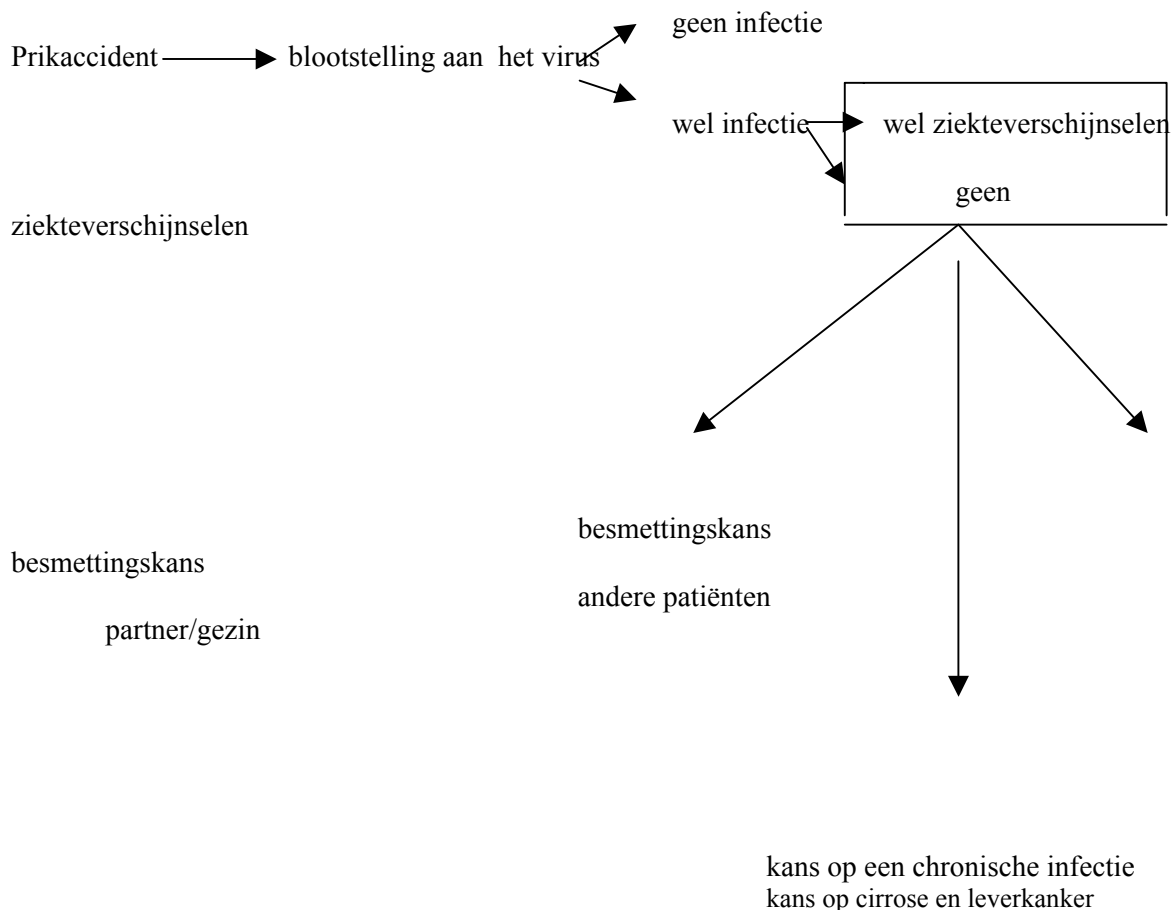 geen infectie
Prikaccident blootstelling aan het virus
wel infectie wel ziekteverschijnselen
geen
ziekteverschijnselen
besmettingskans
besmettingskans
andere patiënten
partner/gezin
kans op een chronische infectie
kans op cirrose en leverkanker